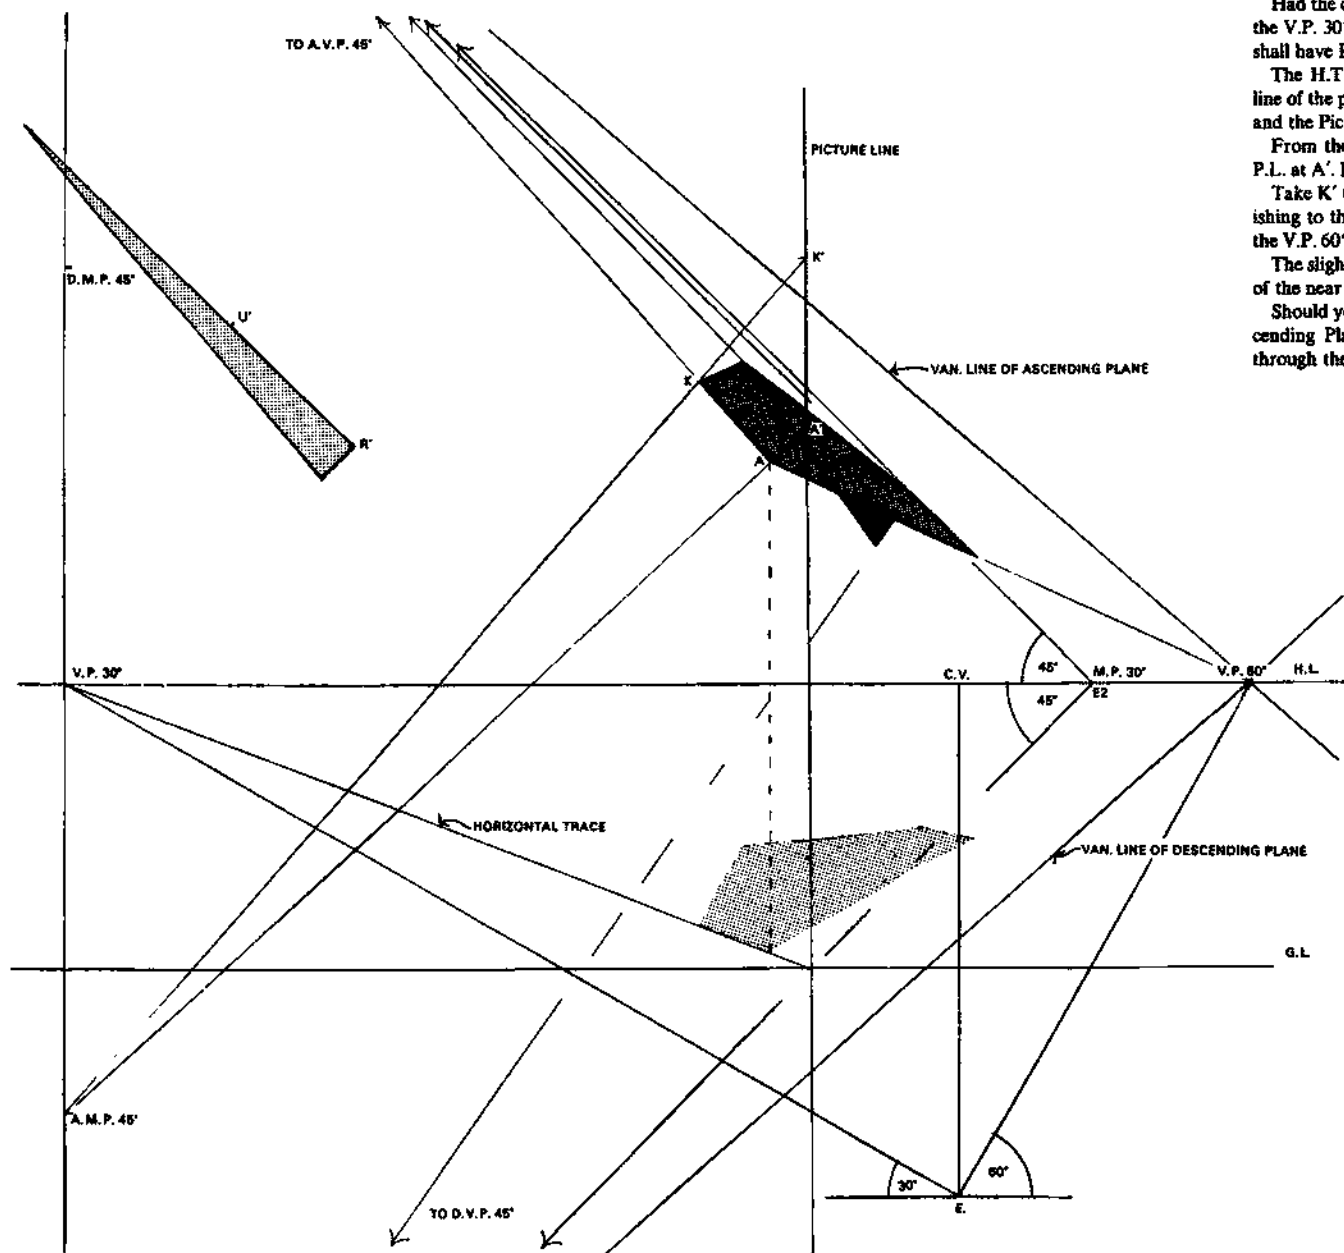 Had the
the V.P. 30°
shall have
The H.T
line of the p
and the Pic
From the
P.L. at A'.
Take K'
ishing to th
the V.P. 60°
The sligh
of the near
Should y
cending Pla
through the
TO A.V.P. 45°
PICTURE LINE
K'
D.M.P. 45°
U'
VAN. LINE OF ASCENDING PLANE
K
A'
R'
A
V.P. 30°
C.V.
45°
M.P. 30°
V.P. 60°
H.L.
45°
E2
HORIZONTAL TRACE
VAN. LINE OF DESCENDING PLANE
G.L.
A.M.P. 45°
30°
60°
TO D.V.P. 45°
E.